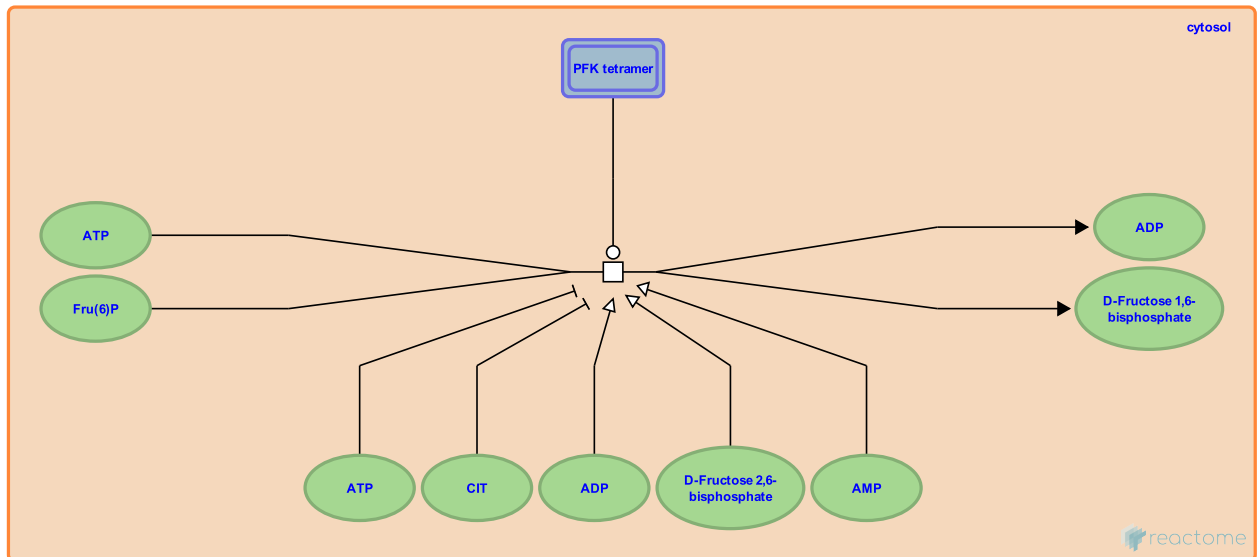 cytosol
PFK tetramer
ATP
ADP
Fru(6)P
D-Fructose 1,6-
bisphosphate
ATP
CIT
ADP
D-Fructose 2,6-
bisphosphate
AMP
reactome